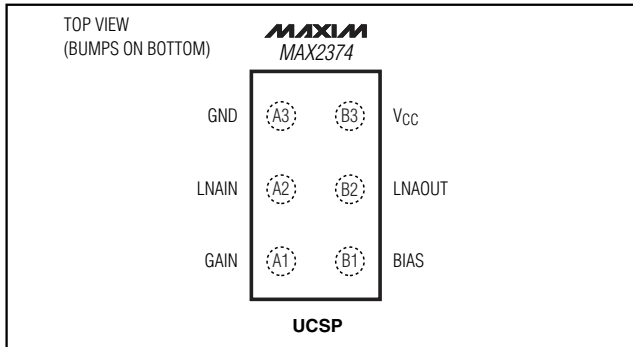 TOP VIEW
(BUMPS ON BOTTOM)
MAXIM
MAX2374
GND A3 B3 VCC
LNAIN A2 B2 LNAOUT
GAIN A1 B1 BIAS
UCSP